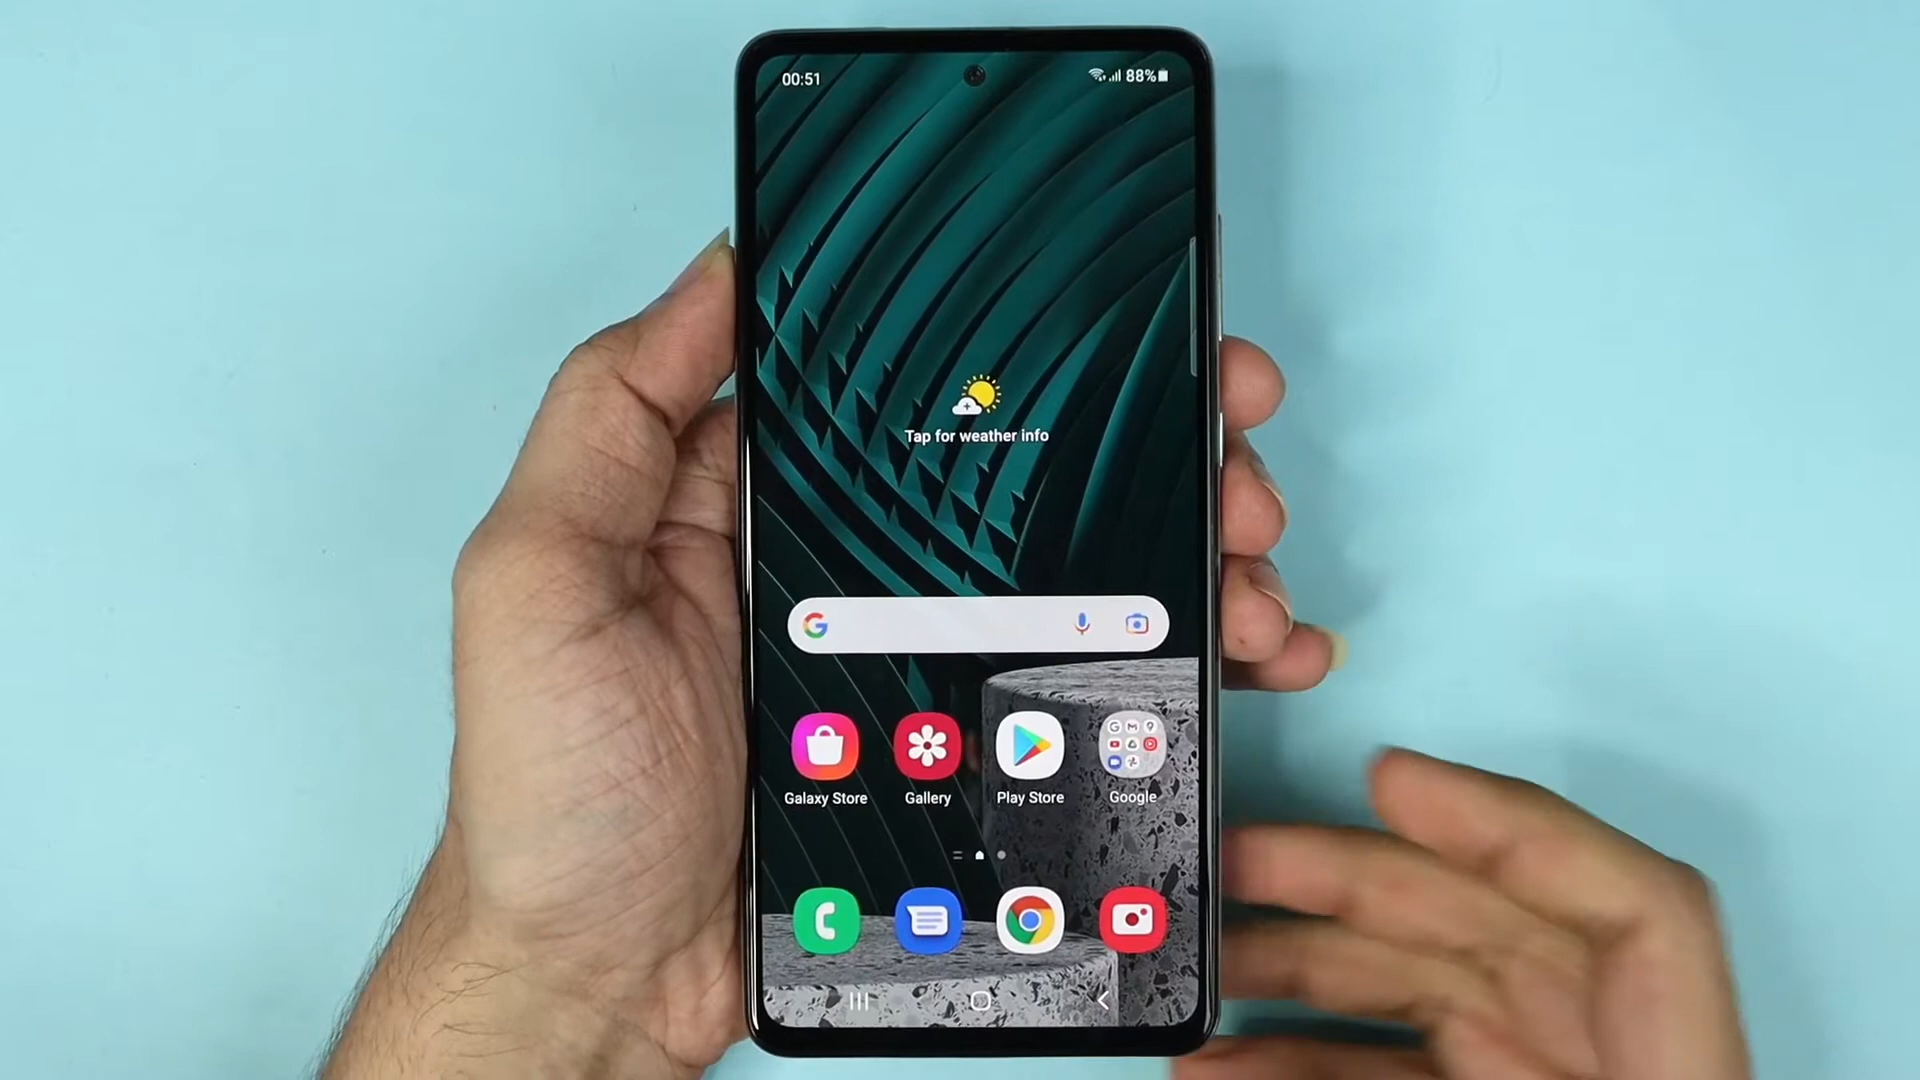 00:51
88%
Tap for weather info
Galaxy Store
Gallery
Play Store
Google